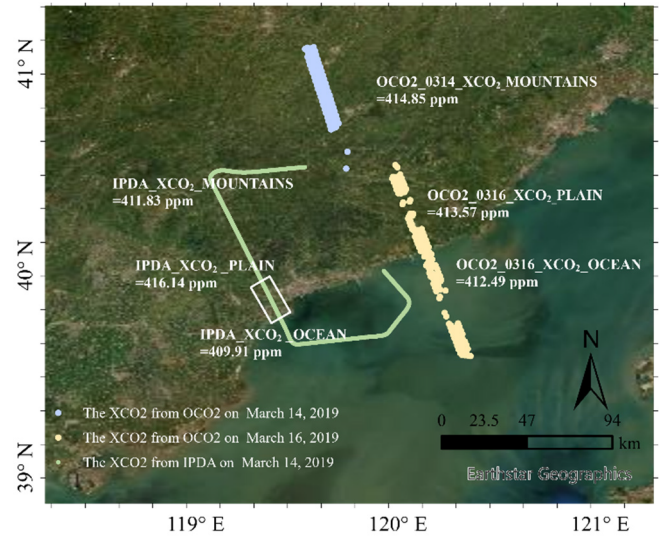 41° N
OCO2_0314_XCO₂_MOUNTAINS
=414.85 ppm
IPDA_XCO₂_MOUNTAINS
=411.83 ppm
OCO2_0316_XCO₂_PLAIN
=413.57 ppm
40° N
IPDA_XCO₂_PLAIN
=416.14 ppm
OCO2_0316_XCO₂_OCEAN
=412.49 ppm
IPDA_XCO₂_OCEAN
=409.91 ppm
N
The XCO2 from OCO2 on March 14, 2019
The XCO2 from OCO2 on March 16, 2019
The XCO2 from IPDA on March 14, 2019
0 23.5 47 94
km
Earthstar Geographics
39° N
119° E 120° E 121° E